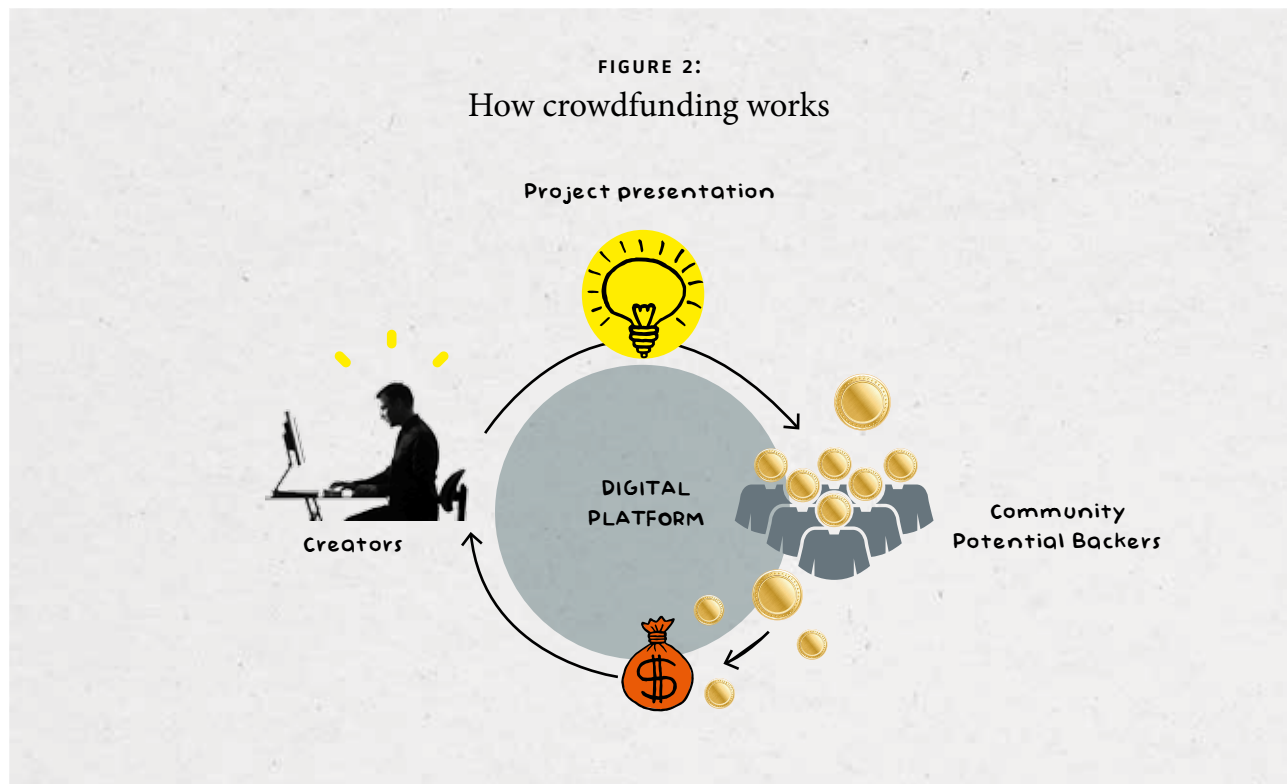 FIGURE 2:
How crowdfunding works
Project presentation
DIGITAL
PLATFORM
Creators
Community
Potential Backers
$